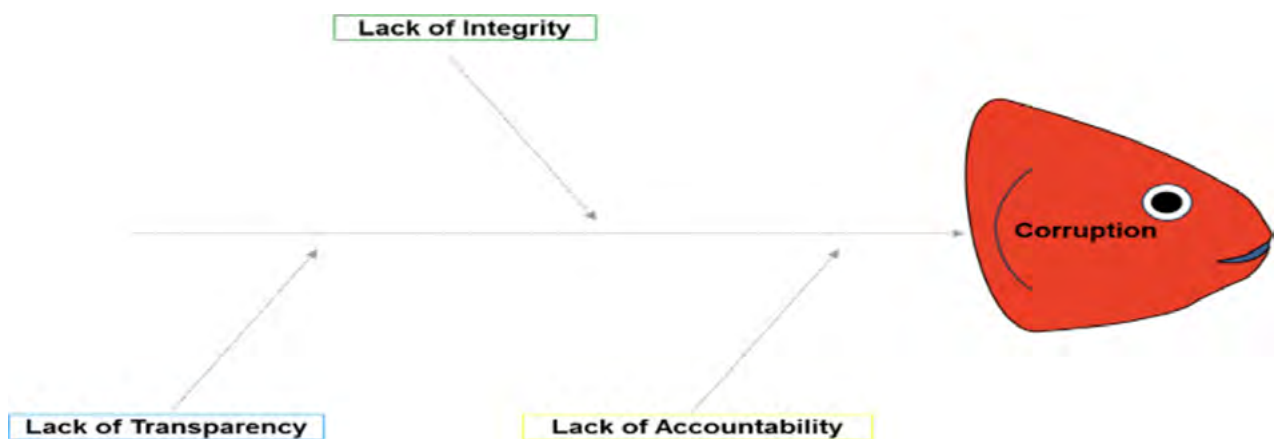 Lack of Integrity
Corruption
Lack of Transparency
Lack of Accountability